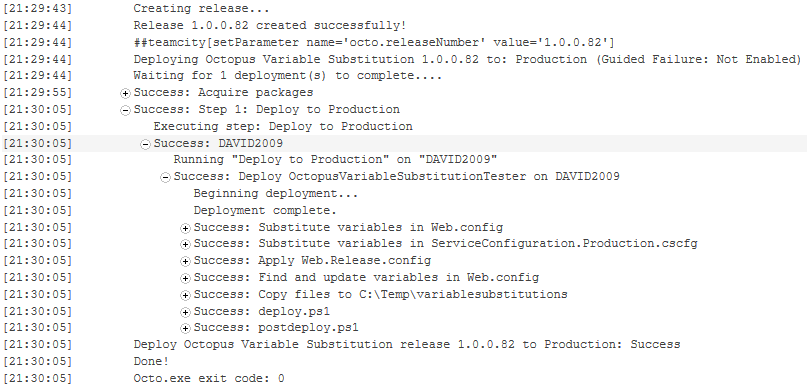 [21:29:43] Creating release...
[21:29:44] Release 1.0.0.82 created successfully!
[21:29:44] ##teamcity[setParameter name='octo.releaseNumber' value='1.0.0.82']
[21:29:44] Deploying Octopus Variable Substitution 1.0.0.82 to: Production (Guided Failure: Not Enabled)
[21:29:44] Waiting for 1 deployment(s) to complete....
[21:29:55] Success: Acquire packages
[21:30:05] Success: Step 1: Deploy to Production
[21:30:05] Executing step: Deploy to Production
[21:30:05] Success: DAVID2009
[21:30:05] Running "Deploy to Production" on "DAVID2009"
[21:30:05] Success: Deploy OctopusVariableSubstitutionTester on DAVID2009
[21:30:05] Beginning deployment...
[21:30:05] Deployment complete.
[21:30:05] Success: Substitute variables in Web.config
[21:30:05] Success: Substitute variables in ServiceConfiguration.Production.cscfg
[21:30:05] Success: Apply Web.Release.config
[21:30:05] Success: Find and update variables in Web.config
[21:30:05] Success: Copy files to C:\Temp\variablesubstitutions
[21:30:05] Success: deploy.ps1
[21:30:05] Success: postdeploy.ps1
[21:30:05] Deploy Octopus Variable Substitution release 1.0.0.82 to Production: Success
[21:30:05] Done!
[21:30:05] Octo.exe exit code: 0